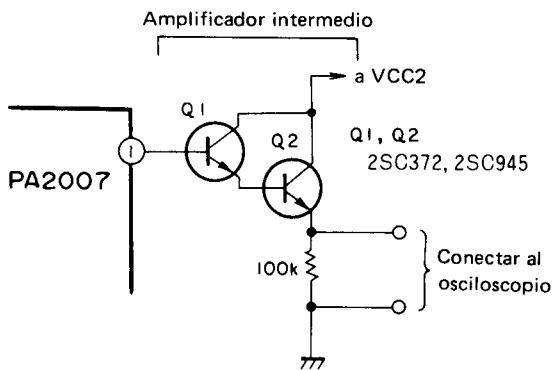 Amplificador intermedio
a VCC2
Q1
Q2
Q1, Q2
2SC372, 2SC945
1
PA2007
100k
Conectar al
osciloscopio